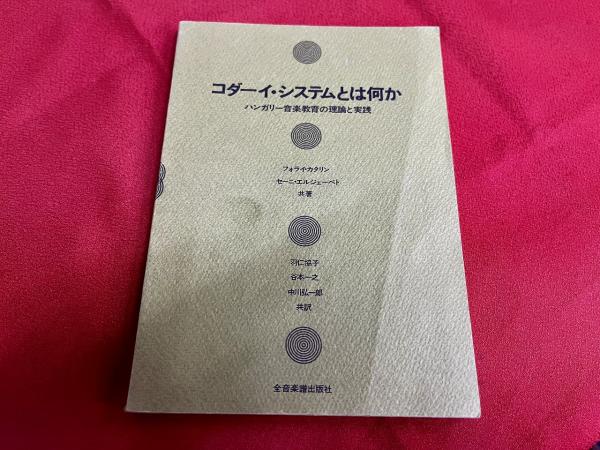 コダーイ・システムとは何か
ハンガリー音楽教育の理論と実践
フォライ・カタリン
セーニ・エルジェーベト
共著
羽仁協子
谷本一之
中川弘一郎
共訳
全音楽譜出版社